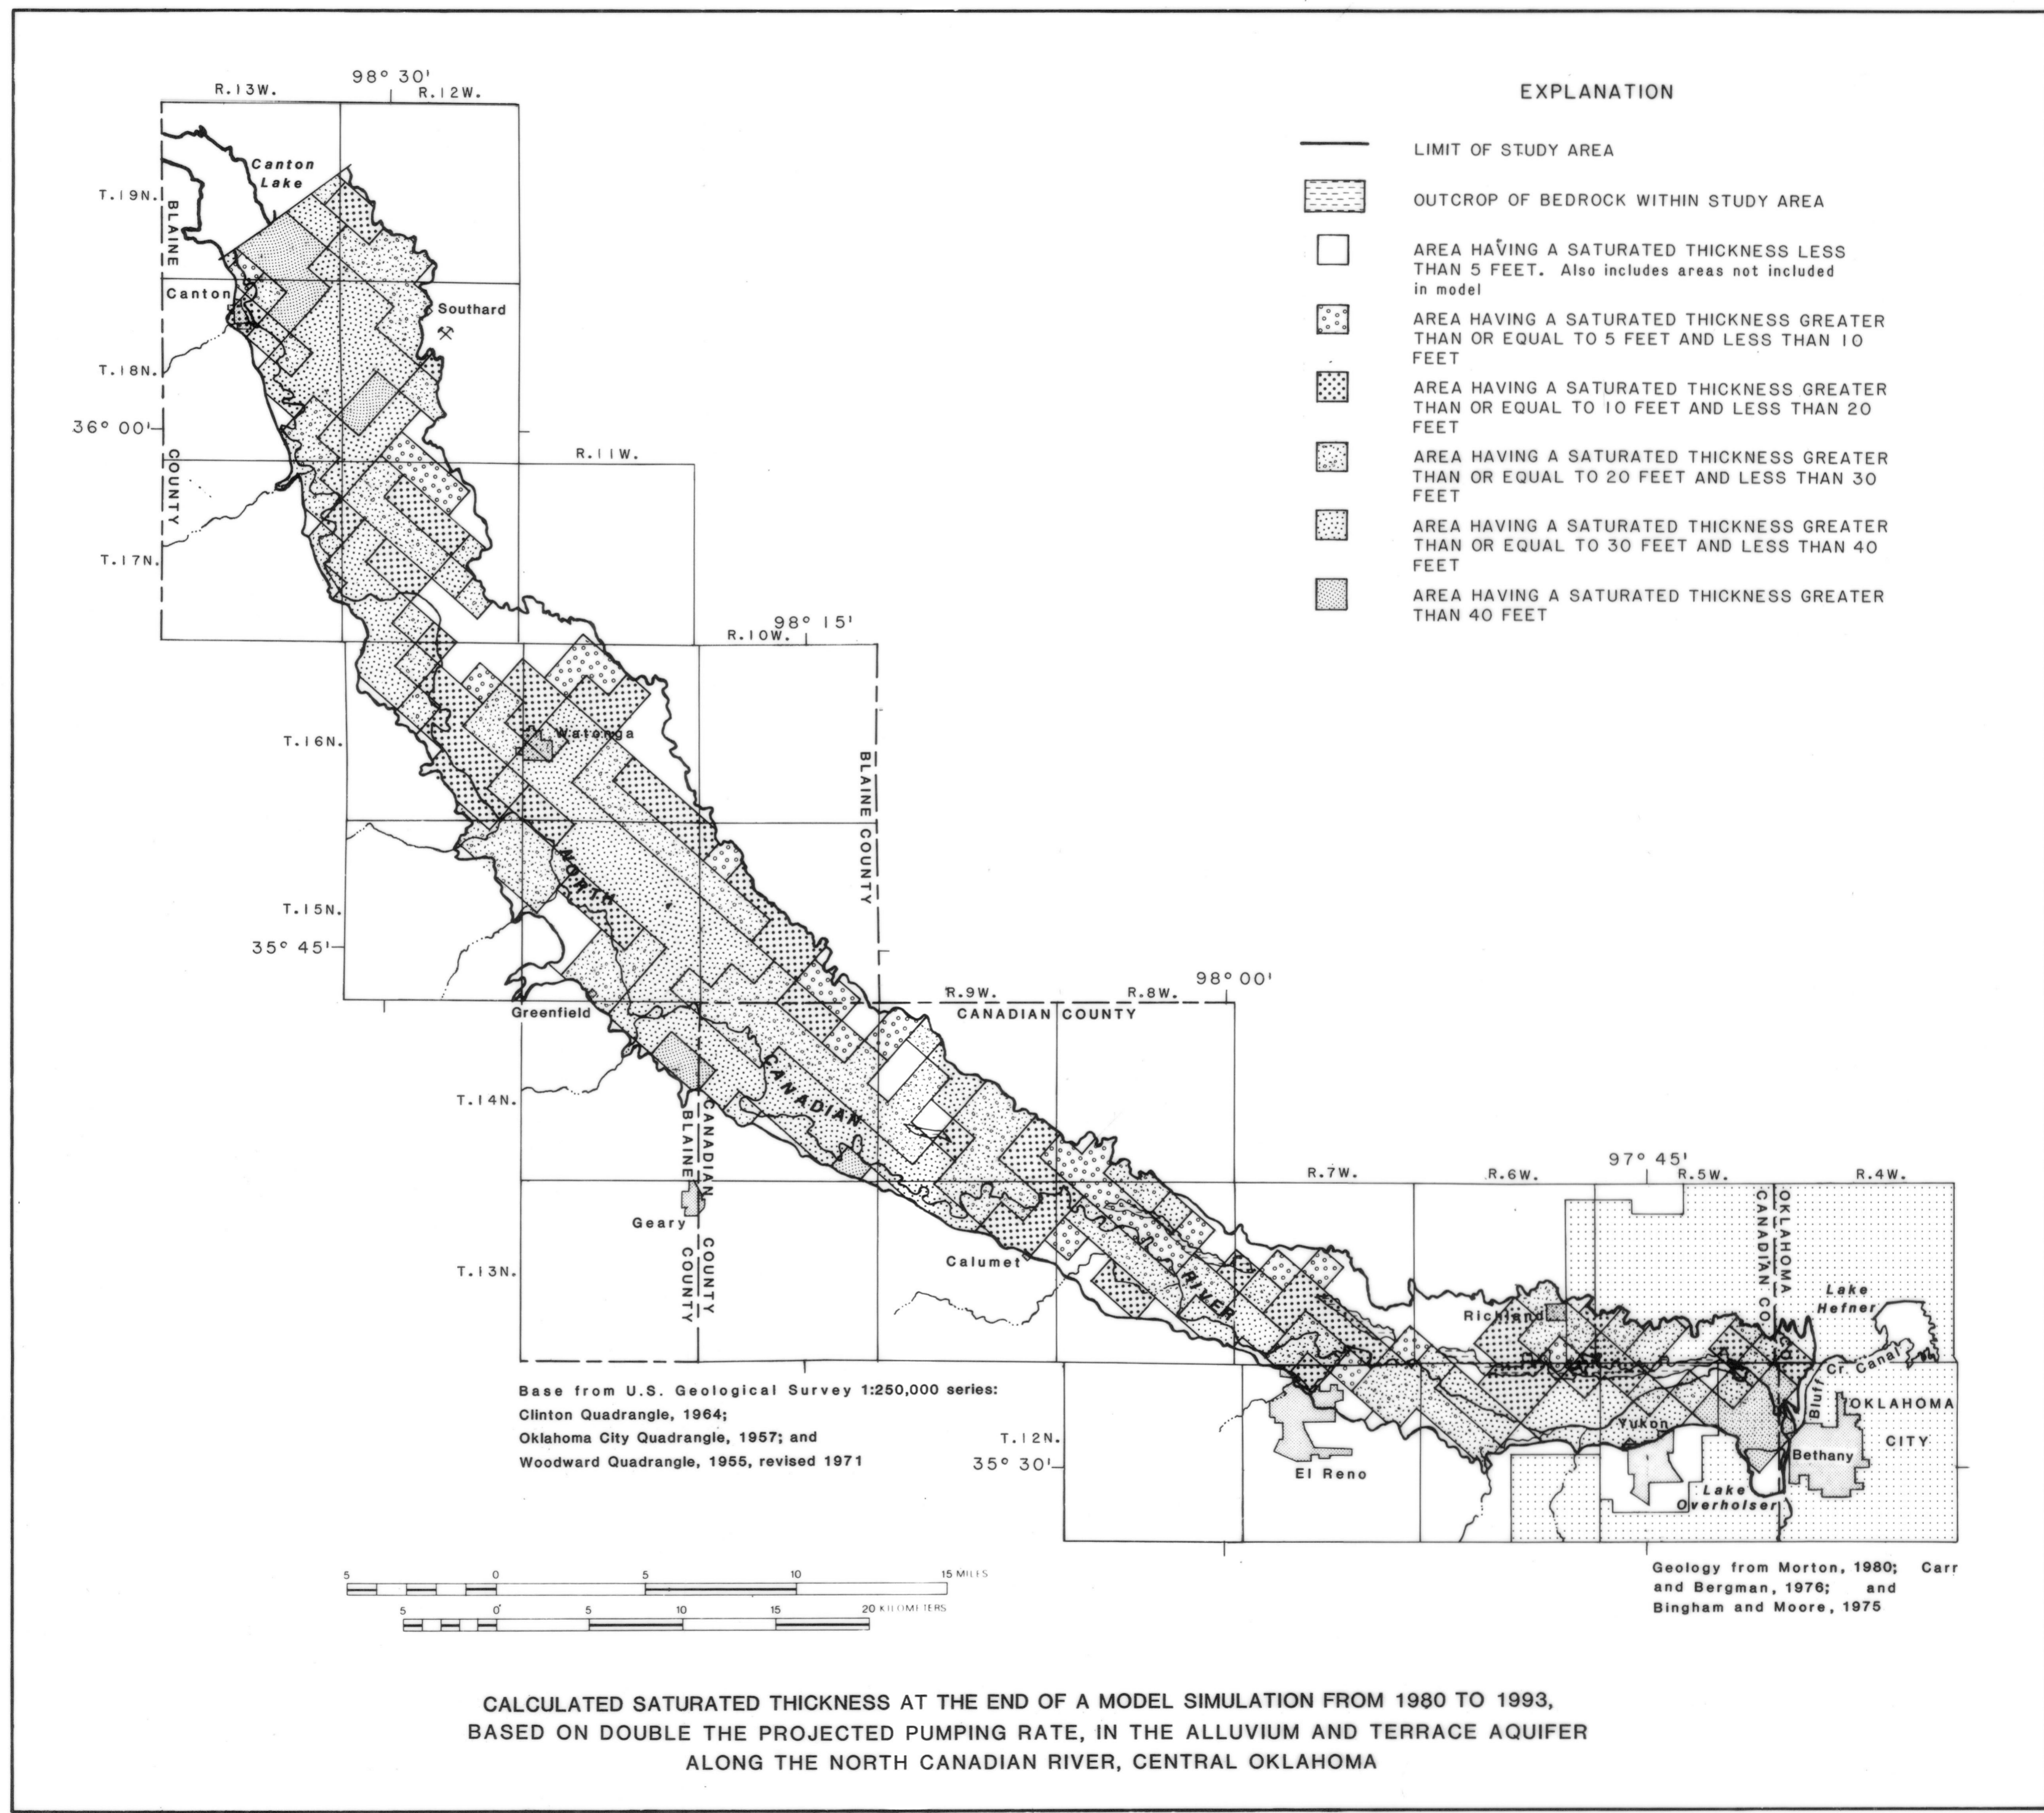 98° 30'
R.13W.
R.12W.
Canton
Lake
T.19N.
BLAINE
Canton
Southard
T.18N.
36° 00'
COUNTY
R.11W.
T.17N.
98° 15'
R.10W.
Watonga
T.16N.
BLAINE COUNTY
NORTH
T.15N.
35° 45'
98° 00'
R.9W.
R.8W.
CANADIAN COUNTY
Greenfield
CANADIAN
T.14N.
BLAINE COUNTY
CANADIAN COUNTY
97° 45'
R.7W.
R.6W.
R.5W.
R.4W.
Geary
Calumet
T.13N.
RIVER
CANADIAN CO
OKLAHOMA CO
Lake
Hefner
Richland
Bluff Cr. Canal
OKLAHOMA
CITY
Yukon
Bethany
T.12N.
35° 30'
El Reno
Lake
Overholser
EXPLANATION
LIMIT OF STUDY AREA
OUTCROP OF BEDROCK WITHIN STUDY AREA
AREA HAVING A SATURATED THICKNESS LESS
THAN 5 FEET. Also includes areas not included
in model
AREA HAVING A SATURATED THICKNESS GREATER
THAN OR EQUAL TO 5 FEET AND LESS THAN 10
FEET
AREA HAVING A SATURATED THICKNESS GREATER
THAN OR EQUAL TO 10 FEET AND LESS THAN 20
FEET
AREA HAVING A SATURATED THICKNESS GREATER
THAN OR EQUAL TO 20 FEET AND LESS THAN 30
FEET
AREA HAVING A SATURATED THICKNESS GREATER
THAN OR EQUAL TO 30 FEET AND LESS THAN 40
FEET
AREA HAVING A SATURATED THICKNESS GREATER
THAN 40 FEET
Base from U.S. Geological Survey 1:250,000 series:
Clinton Quadrangle, 1964;
Oklahoma City Quadrangle, 1957; and
Woodward Quadrangle, 1955, revised 1971
Geology from Morton, 1980; Carr
and Bergman, 1976; and
Bingham and Moore, 1975
5 0 5 10 15 MILES
5 0 5 10 15 20 KILOMETERS
CALCULATED SATURATED THICKNESS AT THE END OF A MODEL SIMULATION FROM 1980 TO 1993,
BASED ON DOUBLE THE PROJECTED PUMPING RATE, IN THE ALLUVIUM AND TERRACE AQUIFER
ALONG THE NORTH CANADIAN RIVER, CENTRAL OKLAHOMA